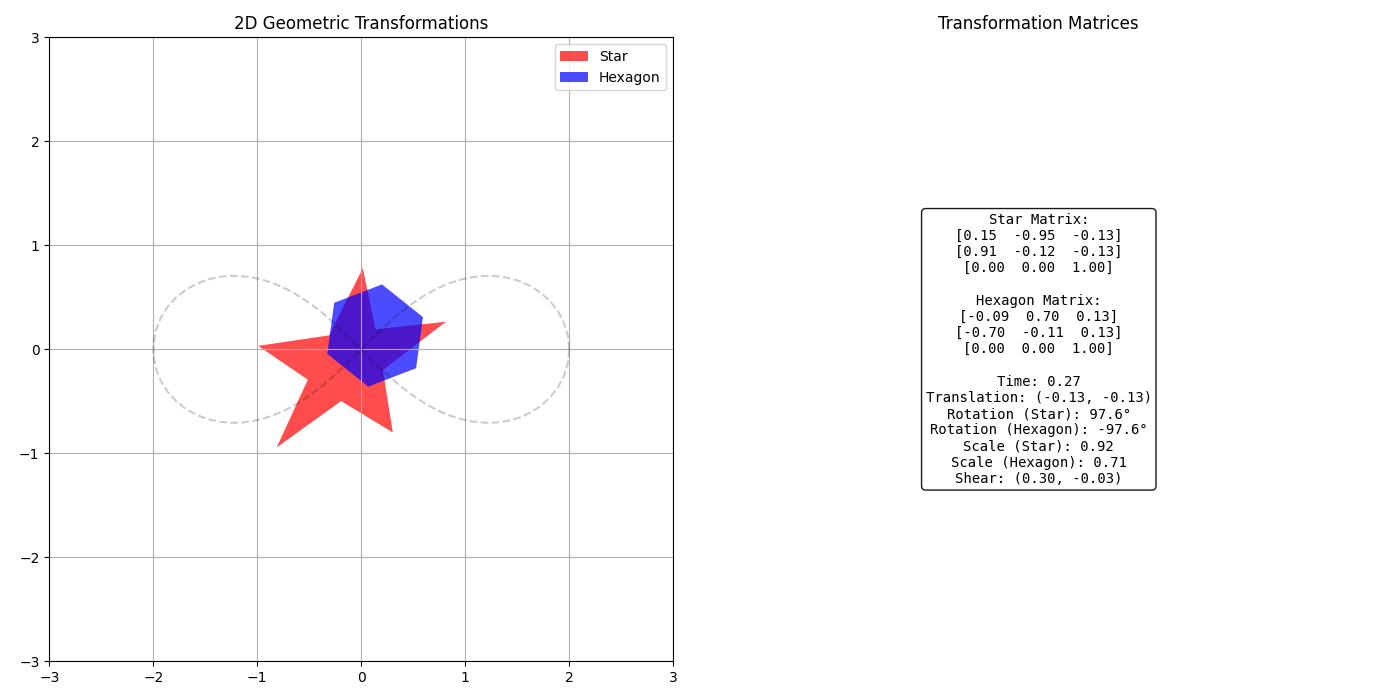 2D Geometric Transformations
3
2
1
0
−1
−2
−3
−3 −2 −1 0 1 2 3
Star
Hexagon
Transformation Matrices
Star Matrix:
[0.15  -0.95  -0.13]
[0.91  -0.12  -0.13]
[0.00  0.00  1.00]
Hexagon Matrix:
[-0.09  0.70  0.13]
[-0.70  -0.11  0.13]
[0.00  0.00  1.00]
Time: 0.27
Translation: (-0.13, -0.13)
Rotation (Star): 97.6°
Rotation (Hexagon): -97.6°
Scale (Star): 0.92
Scale (Hexagon): 0.71
Shear: (0.30, -0.03)